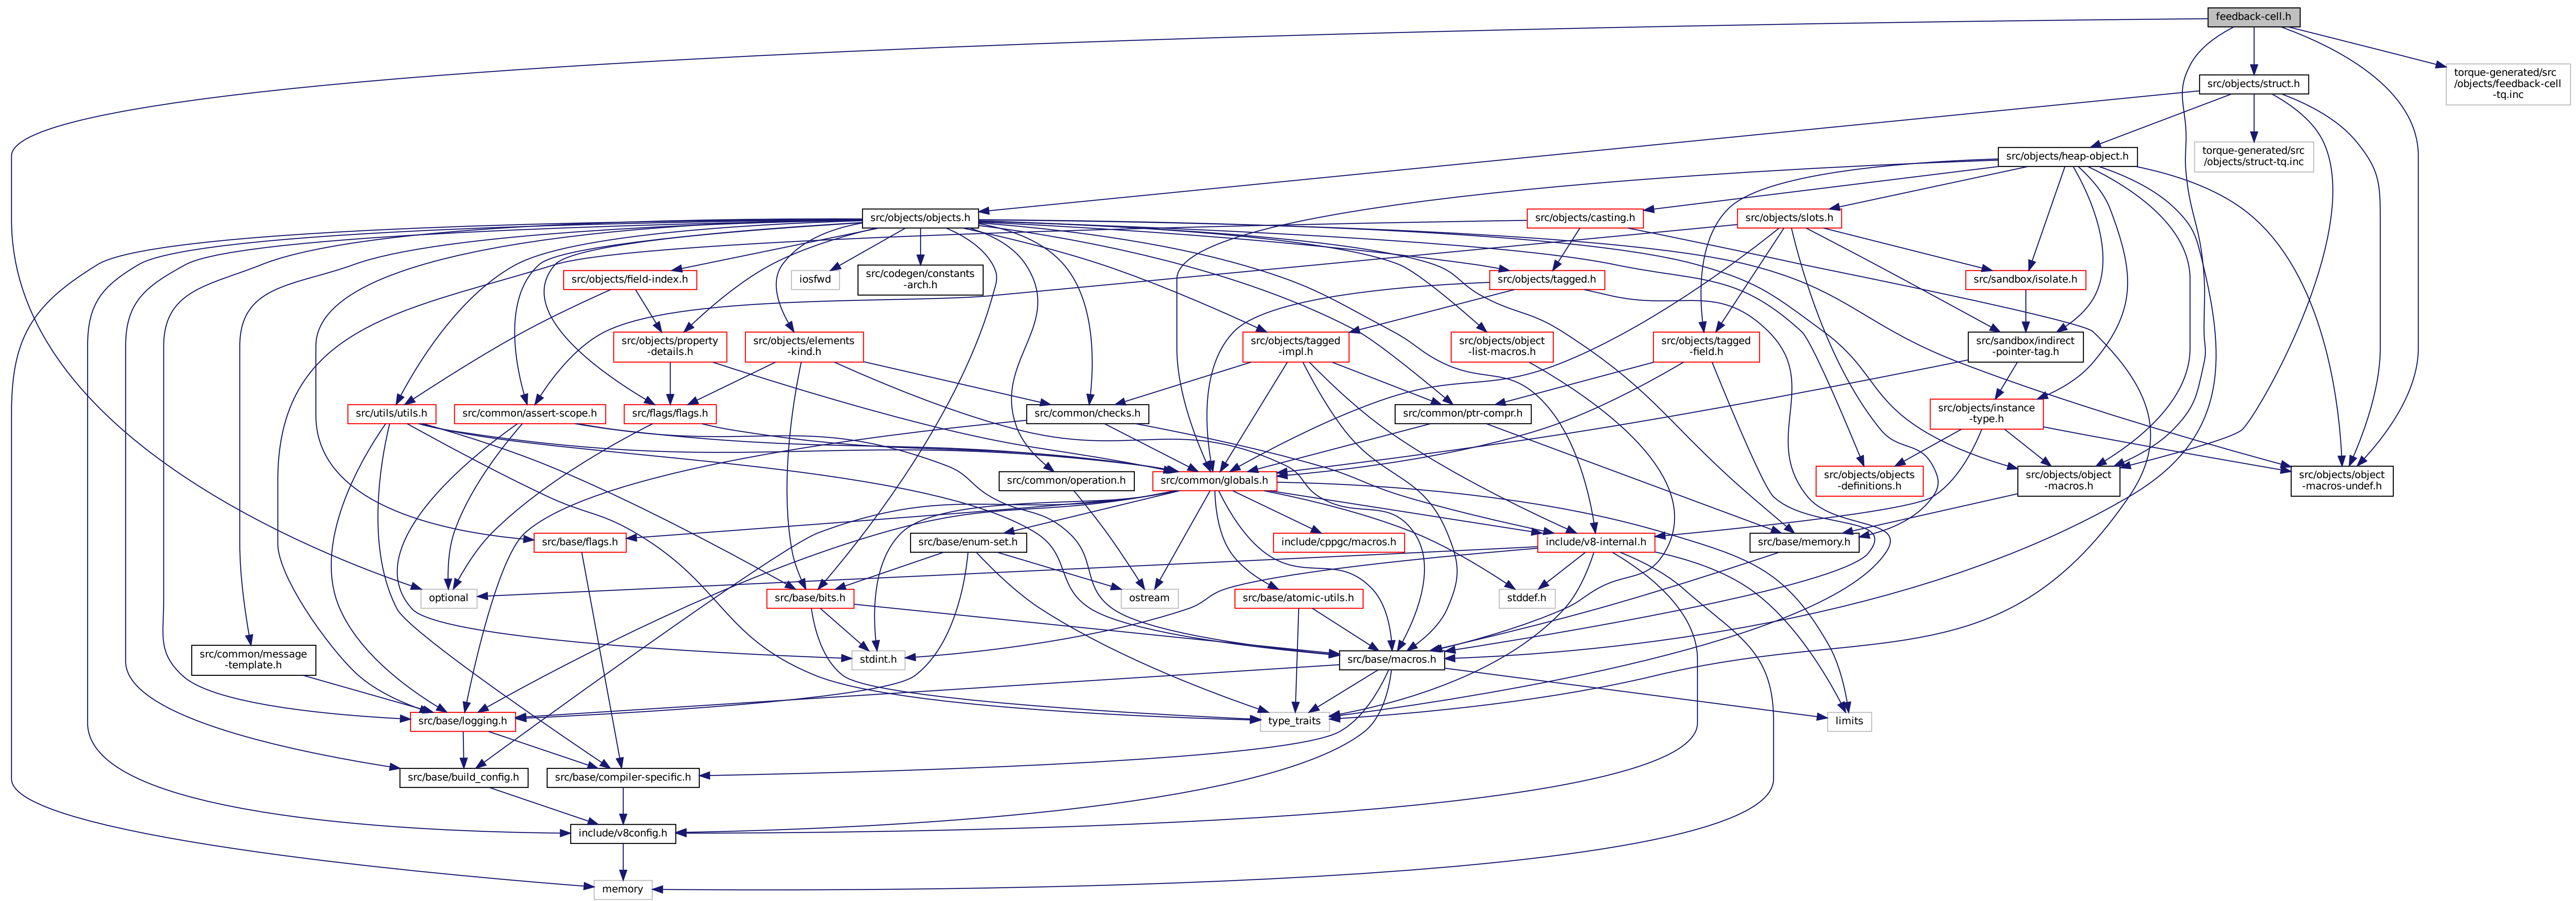 feedback-cell.h
src/objects/struct.h
torque-generated/src
/objects/feedback-cell
-tq.inc
src/objects/heap-object.h
torque-generated/src
/objects/struct-tq.inc
src/objects/objects.h
src/objects/casting.h
src/objects/slots.h
src/objects/field-index.h
iosfwd
src/codegen/constants
-arch.h
src/objects/tagged.h
src/sandbox/isolate.h
src/objects/property
-details.h
src/objects/elements
-kind.h
src/objects/tagged
-impl.h
src/objects/object
-list-macros.h
src/objects/tagged
-field.h
src/sandbox/indirect
-pointer-tag.h
src/utils/utils.h
src/common/assert-scope.h
src/flags/flags.h
src/common/checks.h
src/common/ptr-compr.h
src/objects/instance
-type.h
src/common/operation.h
src/common/globals.h
src/objects/objects
-definitions.h
src/objects/object
-macros.h
src/objects/object
-macros-undef.h
src/base/flags.h
src/base/enum-set.h
include/cppgc/macros.h
include/v8-internal.h
src/base/memory.h
optional
src/base/bits.h
ostream
src/base/atomic-utils.h
stddef.h
src/common/message
-template.h
stdint.h
src/base/macros.h
src/base/logging.h
type_traits
limits
src/base/build_config.h
src/base/compiler-specific.h
include/v8config.h
memory